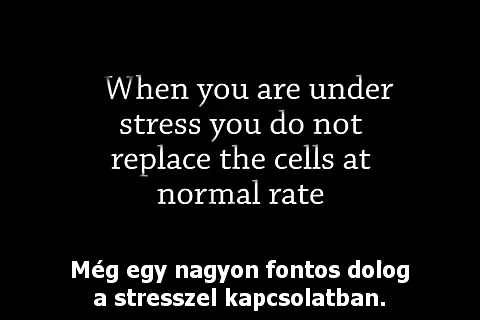 When you are under
stress you do not
replace the cells at
normal rate
Még egy nagyon fontos dolog
a stresszel kapcsolatban.